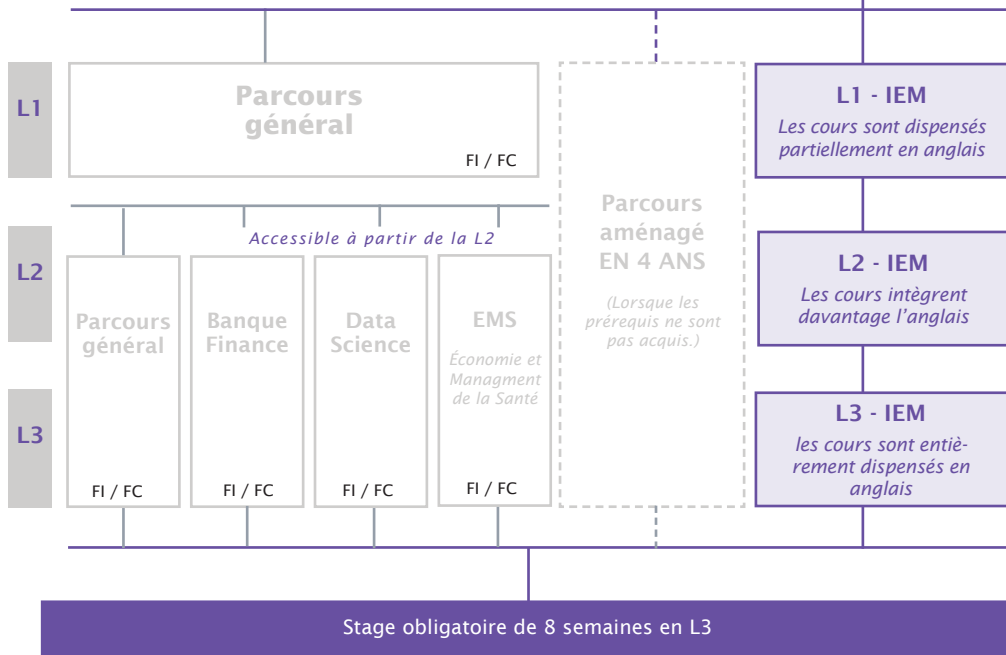 L1
Parcours
général
FI / FC
L1 - IEM
Les cours sont dispensés
partiellement en anglais
Accessible à partir de la L2
Parcours
aménagé
EN 4 ANS
(Lorsque les
prérequis ne sont
pas acquis.)
L2
L2 - IEM
Les cours intègrent
davantage l'anglais
Parcours
général
FI / FC
Banque
Finance
FI / FC
Data
Science
FI / FC
EMS
Économie et
Managment
de la Santé
FI / FC
L3
L3 - IEM
les cours sont entiè-
rement dispensés en
anglais
Stage obligatoire de 8 semaines en L3